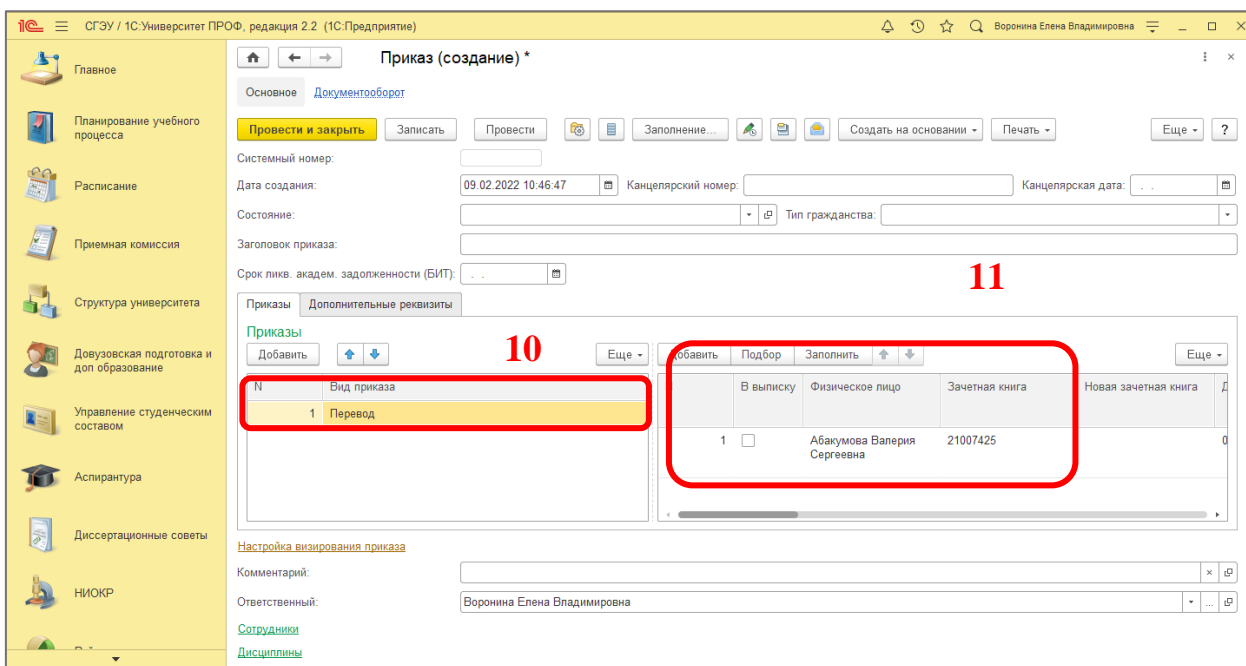 1С СГЭУ / 1С:Университет ПРОФ, редакция 2.2 (1С:Предприятие) Воронина Елена Владимировна
Главное
Планирование учебного
процесса
Расписание
Приемная комиссия
Структура университета
Довузовская подготовка и
доп образование
Управление студенческим
составом
Аспирантура
Диссертационные советы
НИОКР
Приказ (создание) *
Основное Документооборот
Провести и закрыть Записать Провести Заполнение... Создать на основании Печать Еще ?
Системный номер:
Дата создания: 09.02.2022 10:46:47 Канцелярский номер: Канцелярская дата: . .
Состояние: Тип гражданства:
Заголовок приказа:
Срок ликв. академ. задолженности (БИТ): . .
11
Приказы Дополнительные реквизиты
Приказы
10
Добавить Еще Добавить Подбор Заполнить Еще
N Вид приказа В выписку Физическое лицо Зачетная книга Новая зачетная книга Д
1 Перевод
1 Абакумова Валерия 21007425 0
Сергеевна
Настройка визирования приказа
Комментарий:
Ответственный: Воронина Елена Владимировна ...
Сотрудники
Дисциплины